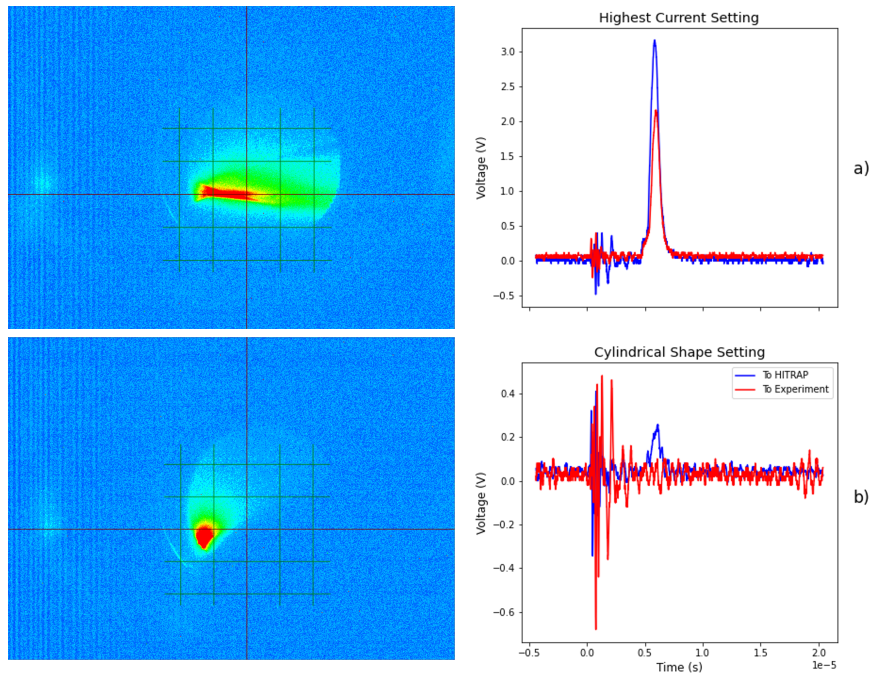 Highest Current Setting
3.0
2.5
2.0
1.5
1.0
0.5
0.0
−0.5
Voltage (V)
a)
Cylindrical Shape Setting
To HITRAP
To Experiment
0.4
0.2
0.0
−0.2
−0.4
−0.6
Voltage (V)
b)
−0.5 0.0 0.5 1.0 1.5 2.0
1e−5
Time (s)